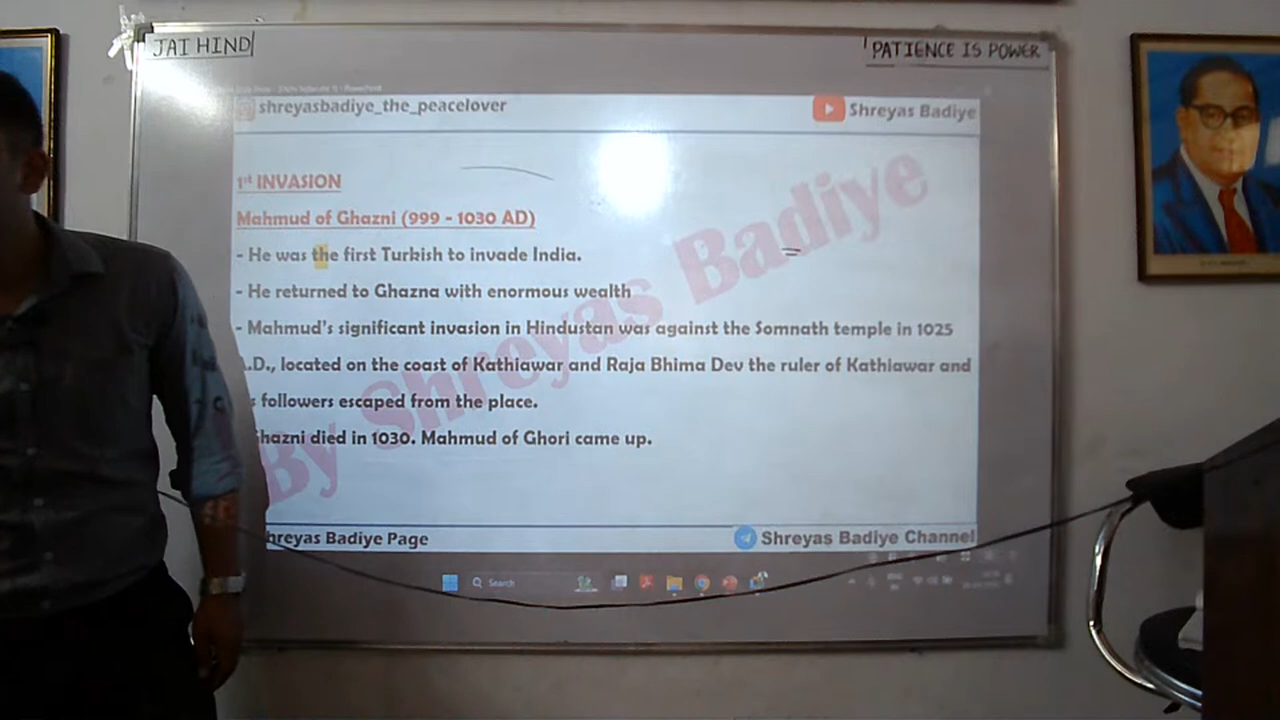 JAI HIND
PATIENCE IS POWER
shreyasbadiye_the_peacelover
Shreyas Badiye
1st INVASION
Mahmud of Ghazni (999 - 1030 AD)
- He was the first Turkish to invade India.
- He returned to Ghazna with enormous wealth
- Mahmud's significant invasion in Hindustan was against the Somnath temple in 1025
A.D., located on the coast of Kathiawar and Raja Bhima Dev the ruler of Kathiawar and
followers escaped from the place.
hazni died in 1030. Mahmud of Ghori came up.
By Shreyas Badiye
hreyas Badiye Page
Shreyas Badiye Channel
Search